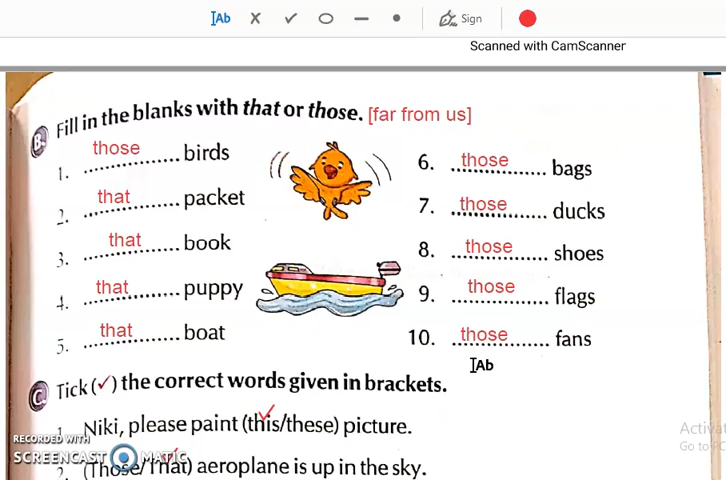 Ab
Sign
Scanned with CamScanner
B. Fill in the blanks with that or those. [far from us]
1. those birds
2. that packet
3. that book
4. that puppy
5. that boat
6. those bags
7. those ducks
8. those shoes
9. those flags
10. those fans
Ab
C. Tick (✓) the correct words given in brackets.
1. Niki, please paint (this/these) picture.
2. (Those/That) aeroplane is up in the sky.
RECORDED WITH
SCREENCAST MATIC
Activa
Go to PC